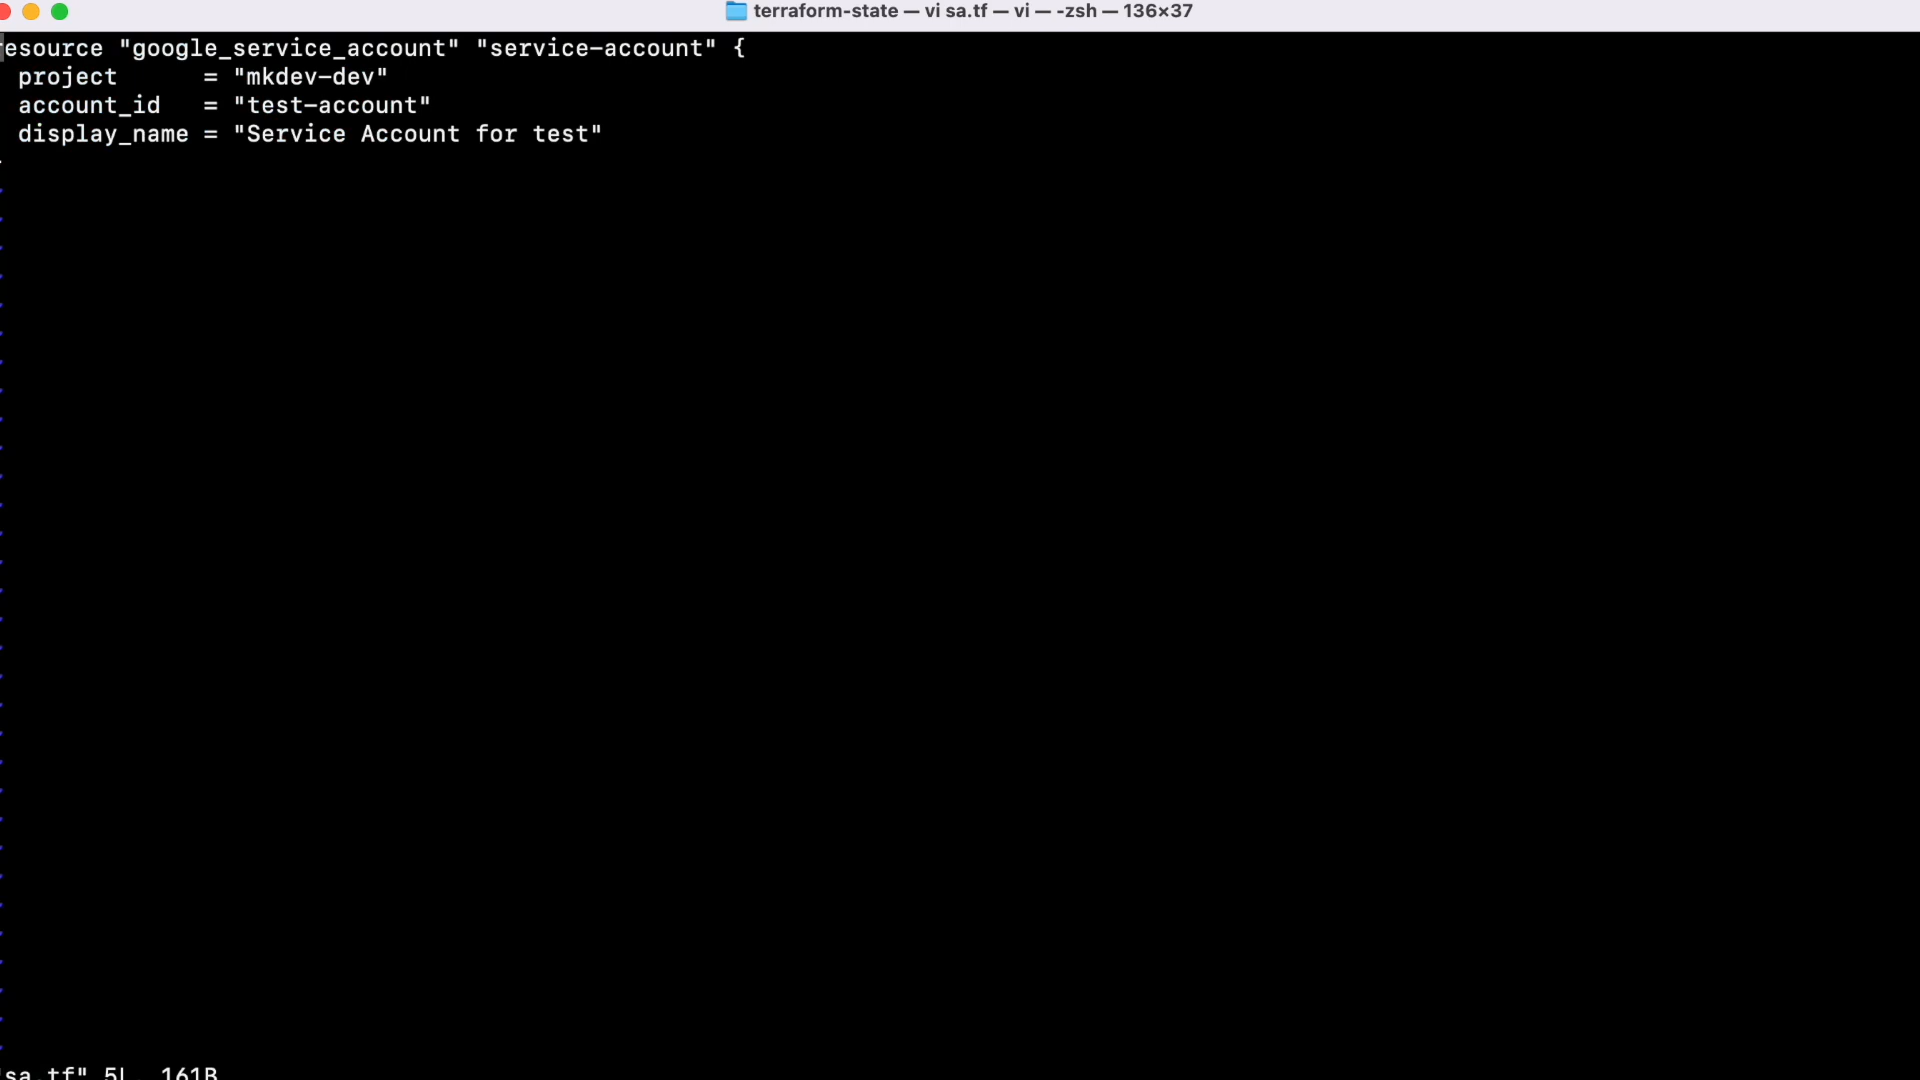 terraform-state — vi sa.tf — vi — -zsh — 136×37
resource "google_service_account" "service-account" {
  project      = "mkdev-dev"
  account_id   = "test-account"
  display_name = "Service Account for test"
}
"sa.tf" 5L, 161B